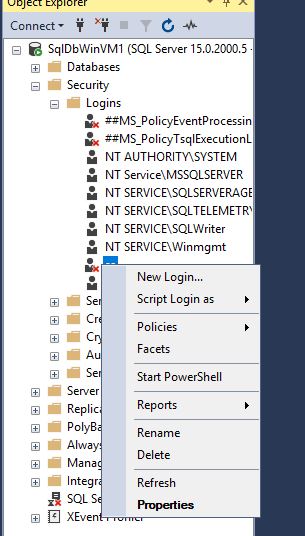 Object Explorer
Connect
SqlDbWinVM1 (SQL Server 15.0.2000.5 -
Databases
Security
Logins
##MS_PolicyEventProcessin
##MS_PolicyTsqlExecutionL
NT AUTHORITY\SYSTEM
NT Service\MSSQLSERVER
NT SERVICE\SQLSERVERAGE
NT SERVICE\SQLTELEMETRY
NT SERVICE\SQLWriter
NT SERVICE\Winmgmt
New Login...
Script Login as
Ser
Policies
Cre
Facets
Cry
Au
Start PowerShell
Ser
Server
Reports
Replica
PolyBa
Rename
Always
Delete
Manag
Integra
Refresh
SQL Se
Properties
XEvent Profiler